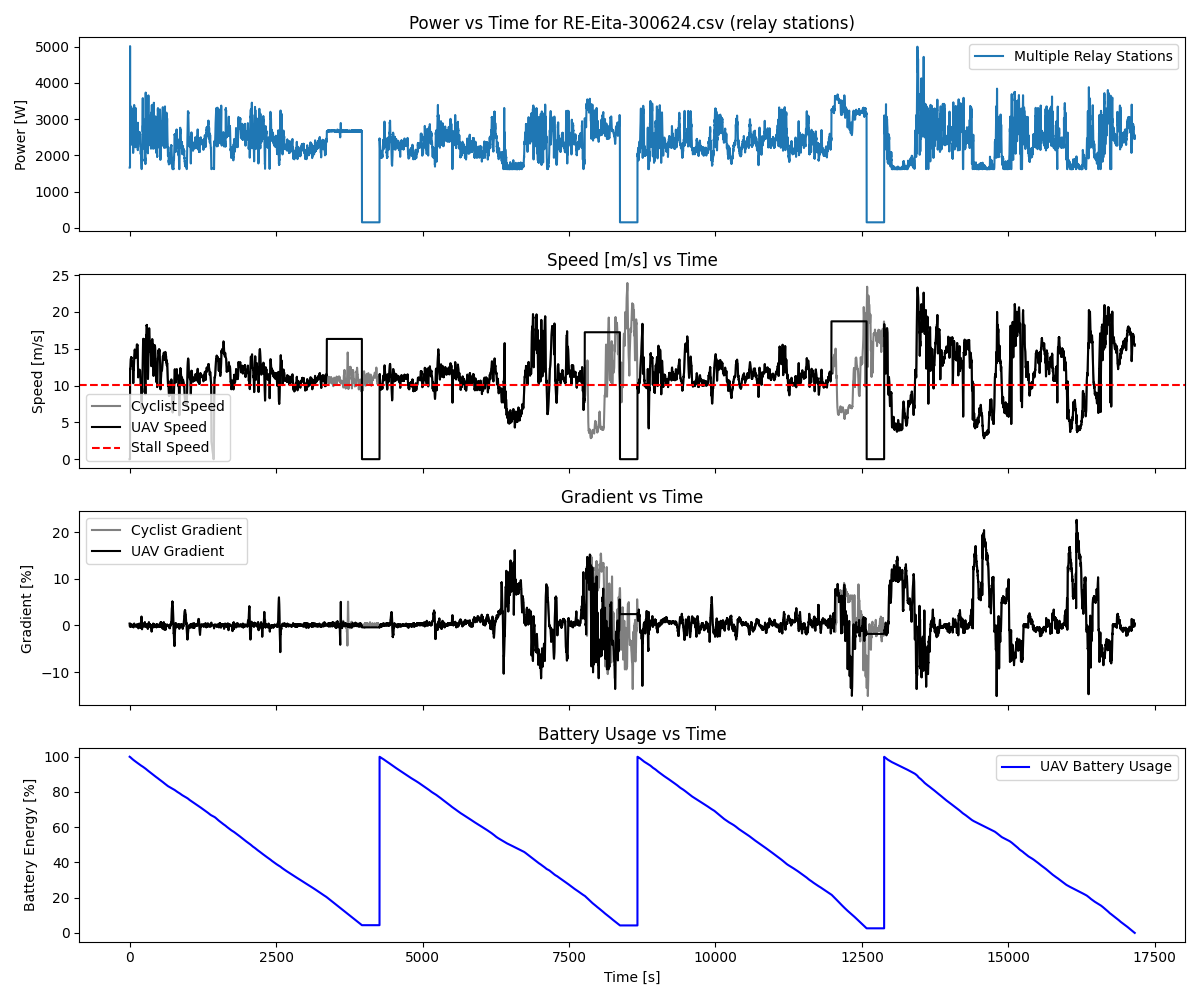 Power vs Time for RE-Eita-300624.csv (relay stations)
5000
4000
3000
2000
1000
0
Power [W]
Multiple Relay Stations
Speed [m/s] vs Time
25
20
15
10
5
0
Speed [m/s]
Cyclist Speed
UAV Speed
Stall Speed
Gradient vs Time
20
10
0
−10
Gradient [%]
Cyclist Gradient
UAV Gradient
Battery Usage vs Time
100
80
60
40
20
0
Battery Energy [%]
UAV Battery Usage
0 2500 5000 7500 10000 12500 15000 17500
Time [s]